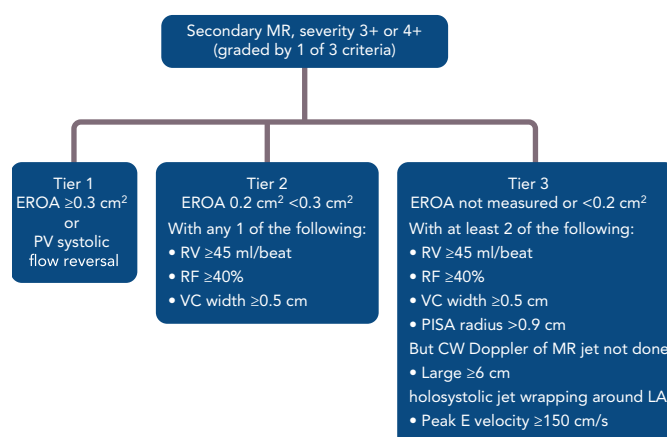 Secondary MR, severity 3+ or 4+
(graded by 1 of 3 criteria)
Tier 1
EROA ≥0.3 cm²
or
PV systolic
flow reversal
Tier 2
EROA 0.2 cm² <0.3 cm²
With any 1 of the following:
• RV ≥45 ml/beat
• RF ≥40%
• VC width ≥0.5 cm
Tier 3
EROA not measured or <0.2 cm²
With at least 2 of the following:
• RV ≥45 ml/beat
• RF ≥40%
• VC width ≥0.5 cm
• PISA radius >0.9 cm
But CW Doppler of MR jet not done
• Large ≥6 cm
holosystolic jet wrapping around LA
• Peak E velocity ≥150 cm/s